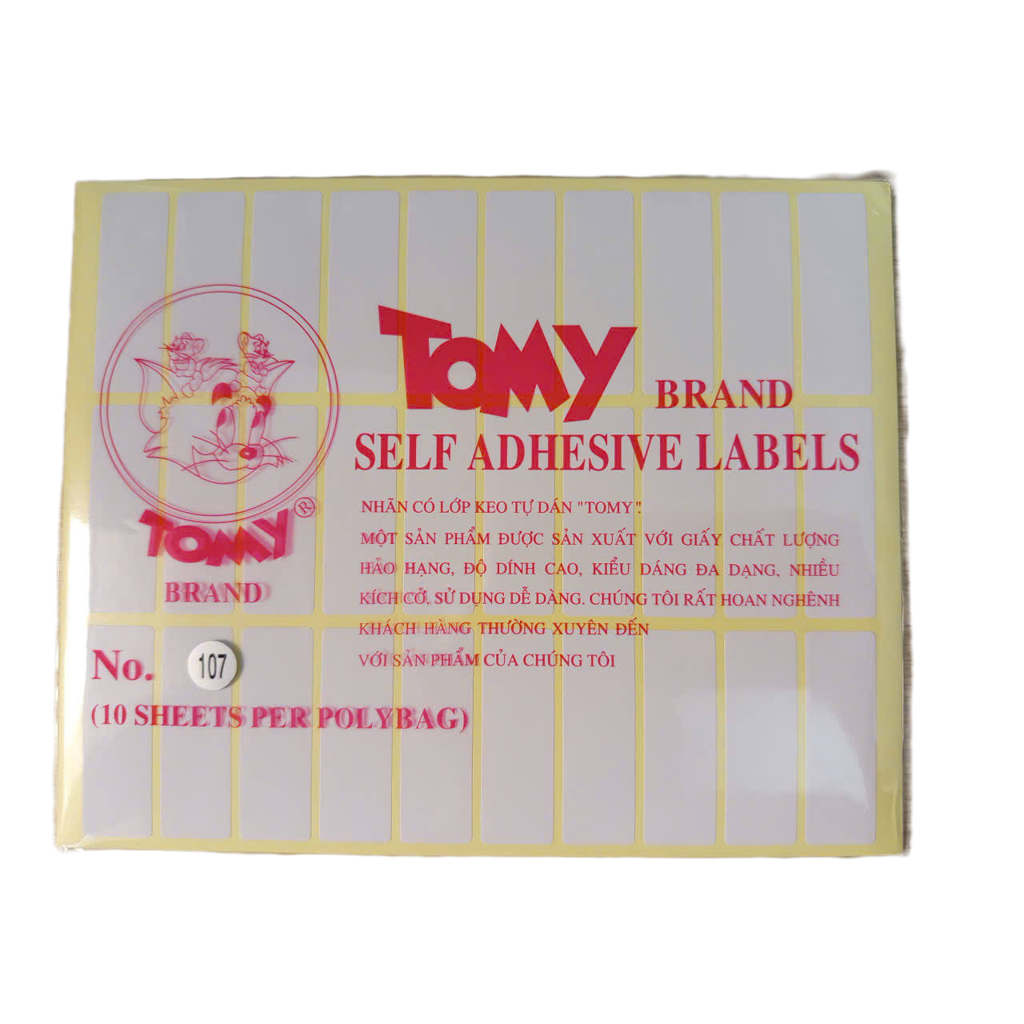 TOMY BRAND
SELF ADHESIVE LABELS
NHÃN CÓ LỚP KEO TỰ DÁN "TOMY".
MỘT SẢN PHẨM ĐƯỢC SẢN XUẤT VỚI GIẤY CHẤT LƯỢNG
HẢO HẠNG, ĐỘ DÍNH CAO, KIỂU DÁNG ĐA DẠNG, NHIỀU
KÍCH CỞ, SỬ DỤNG DỄ DÀNG. CHÚNG TÔI RẤT HOAN NGHÊNH
KHÁCH HÀNG THƯỜNG XUYÊN ĐẾN
VỚI SẢN PHẨM CỦA CHÚNG TÔI
TOMY ®
BRAND
No. 107
(10 SHEETS PER POLYBAG)